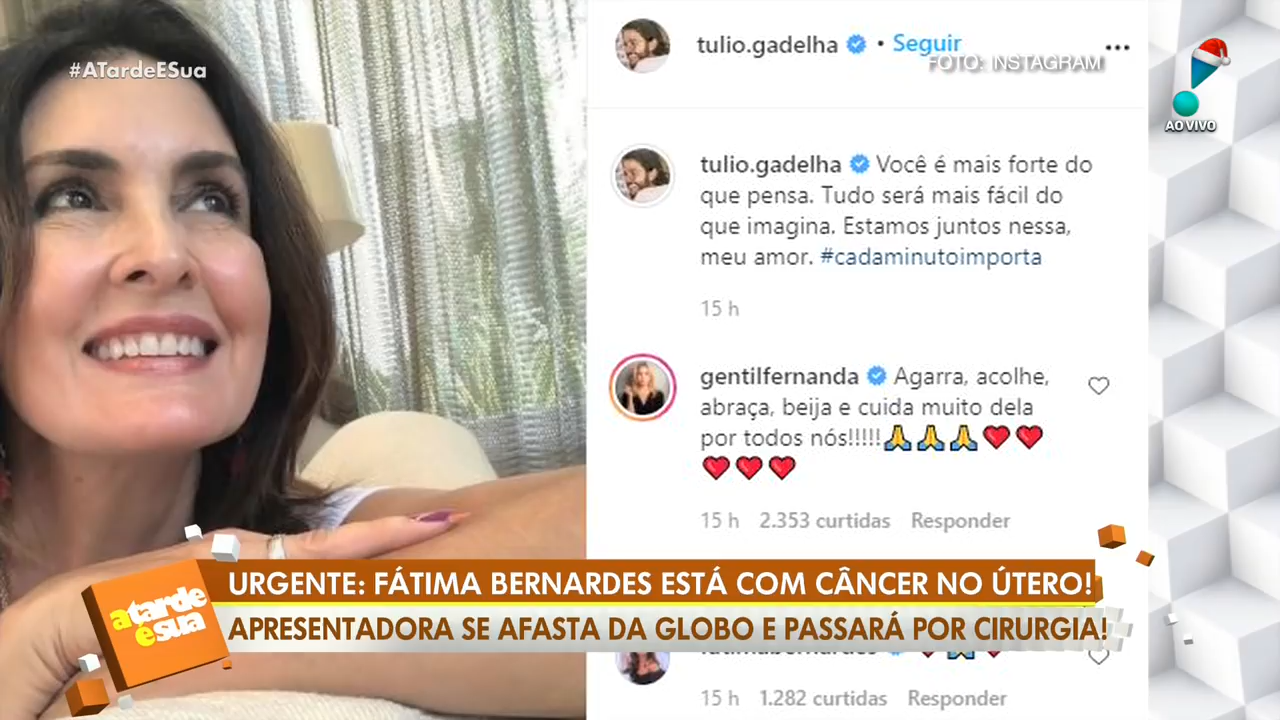 #ATardeESua
tulio.gadelha • Seguir
FOTO: INSTAGRAM
AO VIVO
tulio.gadelha Você é mais forte do
que pensa. Tudo será mais fácil do
que imagina. Estamos juntos nessa,
meu amor. #cadaminutoimporta
15 h
gentilfernanda Agarra, acolhe,
abraça, beija e cuida muito dela
por todos nós!!!!!🙏🙏🙏❤️❤️
❤️❤️❤️
15 h 2.353 curtidas Responder
a tarde
é sua
URGENTE: FÁTIMA BERNARDES ESTÁ COM CÂNCER NO ÚTERO!
APRESENTADORA SE AFASTA DA GLOBO E PASSARÁ POR CIRURGIA!
15 h 1.282 curtidas Responder